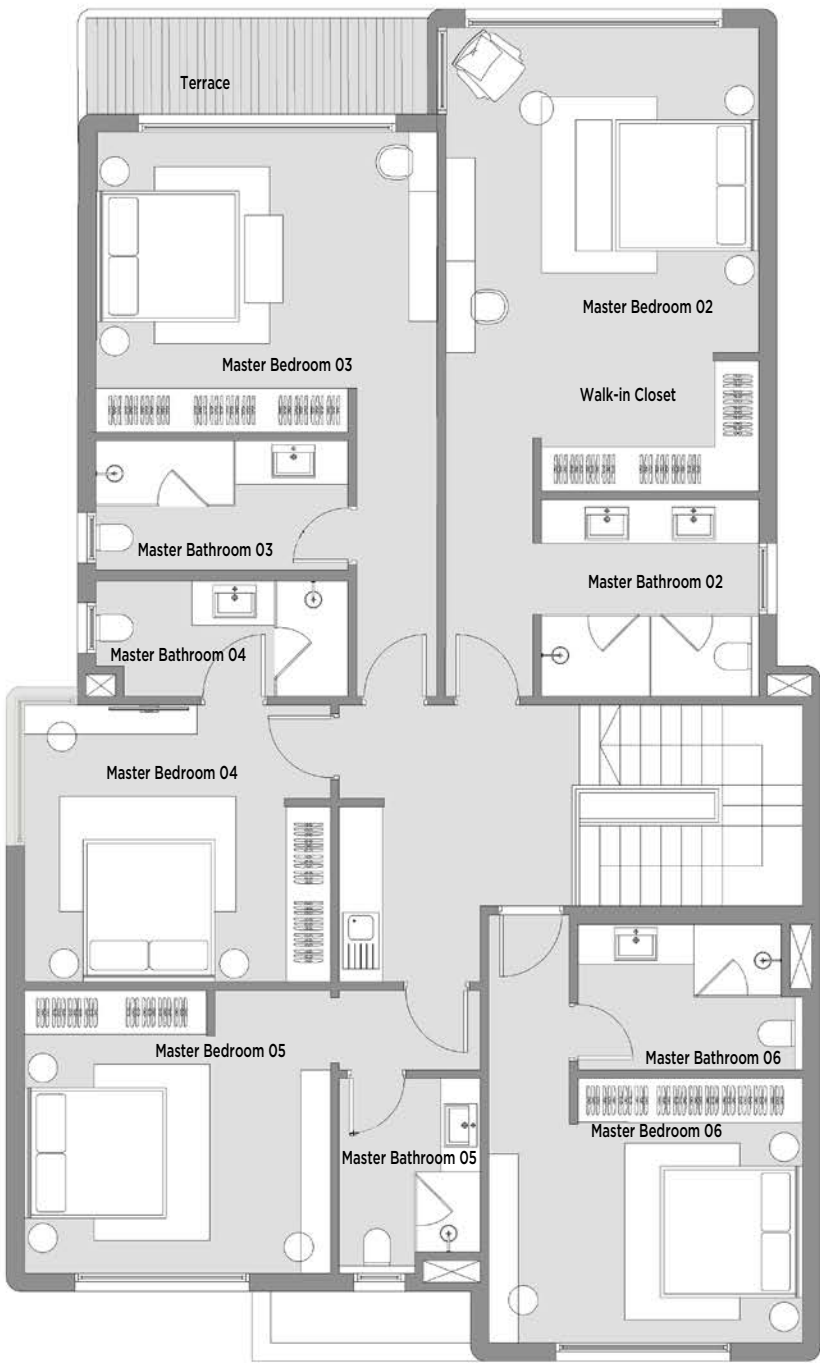 Terrace
Master Bedroom 02
Master Bedroom 03
Walk-in Closet
Master Bathroom 03
Master Bathroom 02
Master Bathroom 04
Master Bedroom 04
Master Bedroom 05
Master Bathroom 06
Master Bedroom 06
Master Bathroom 05